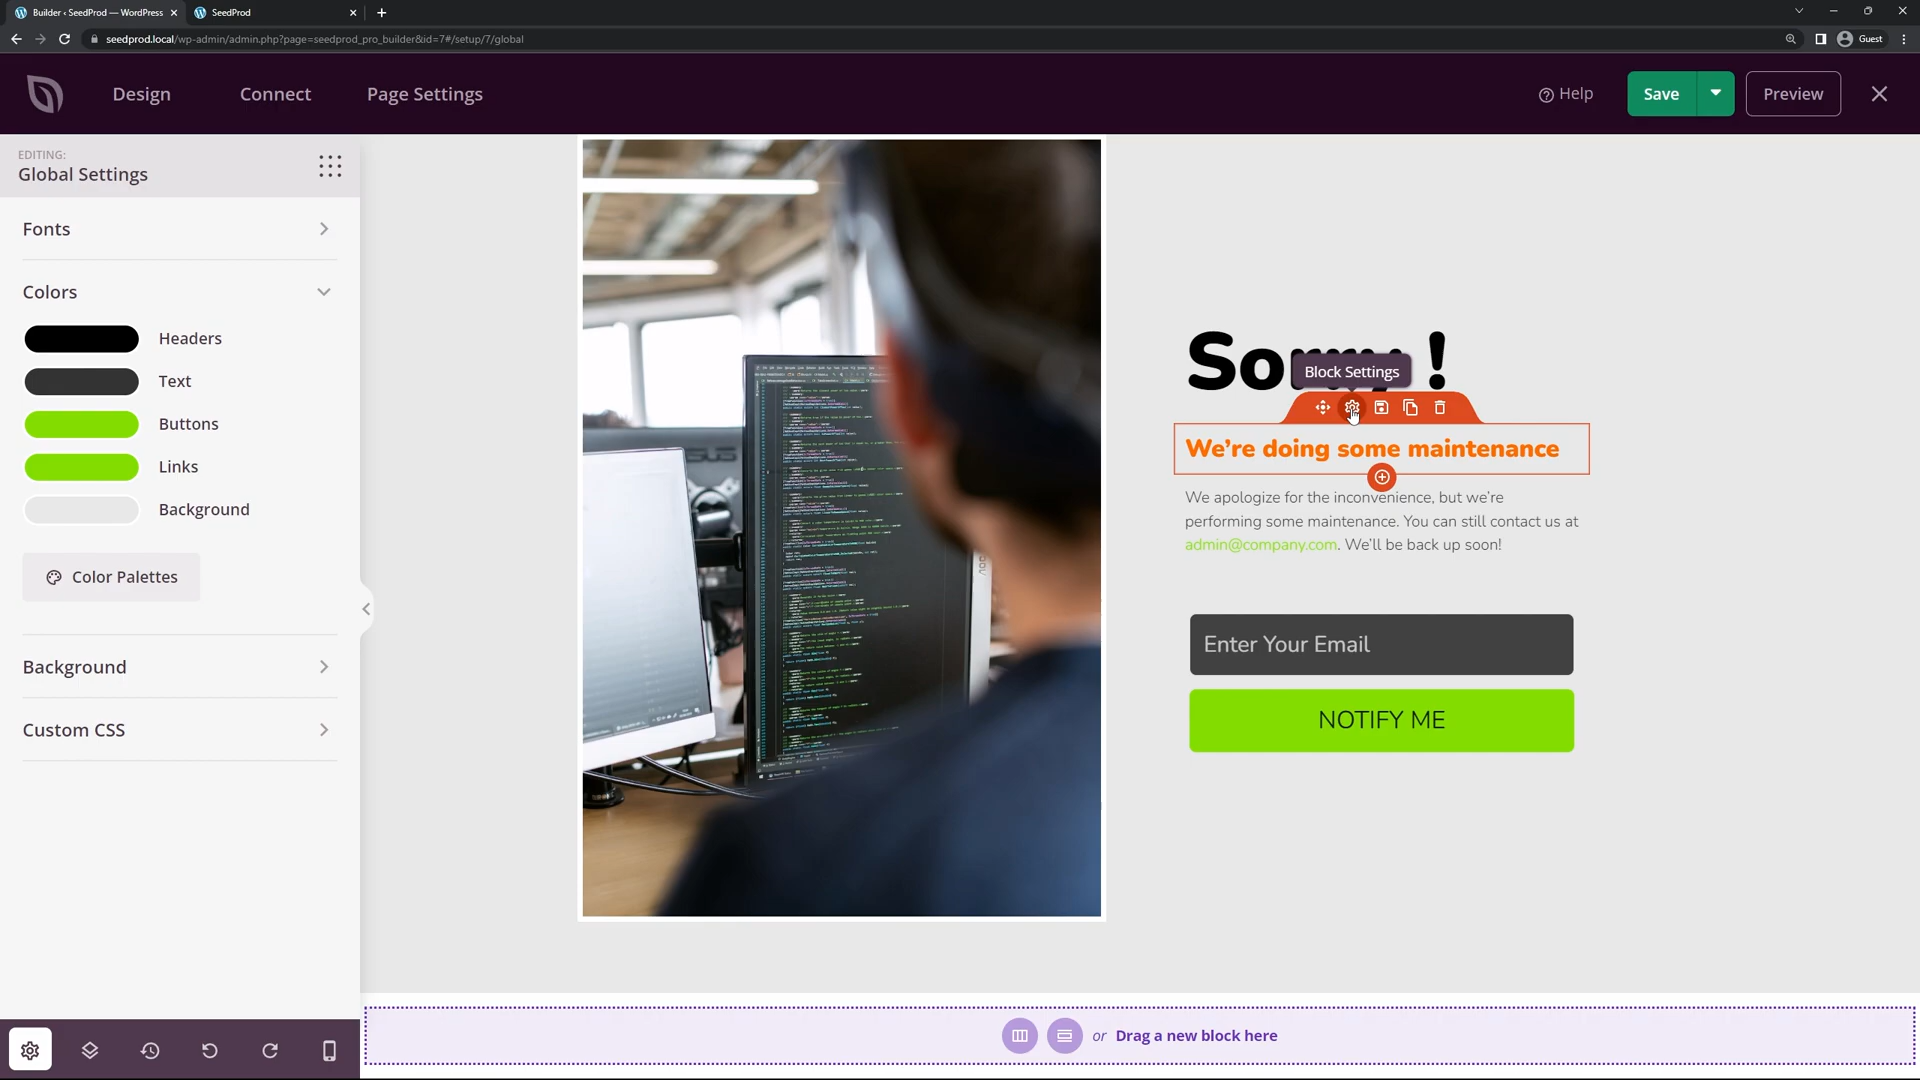 Builder ‹ SeedProd — WordPress
SeedProd
seedprod.local/wp-admin/admin.php?page=seedprod_pro_builder&id=7#/setup/7/global
Guest
Design
Connect
Page Settings
Help
Save
Preview
EDITING:
Global Settings
Fonts
Colors
Headers
Text
Buttons
Links
Background
Color Palettes
Background
Custom CSS
Block Settings
We're doing some maintenance
We apologize for the inconvenience, but we're
performing some maintenance. You can still contact us at
admin@company.com. We'll be back up soon!
Enter Your Email
NOTIFY ME
or Drag a new block here